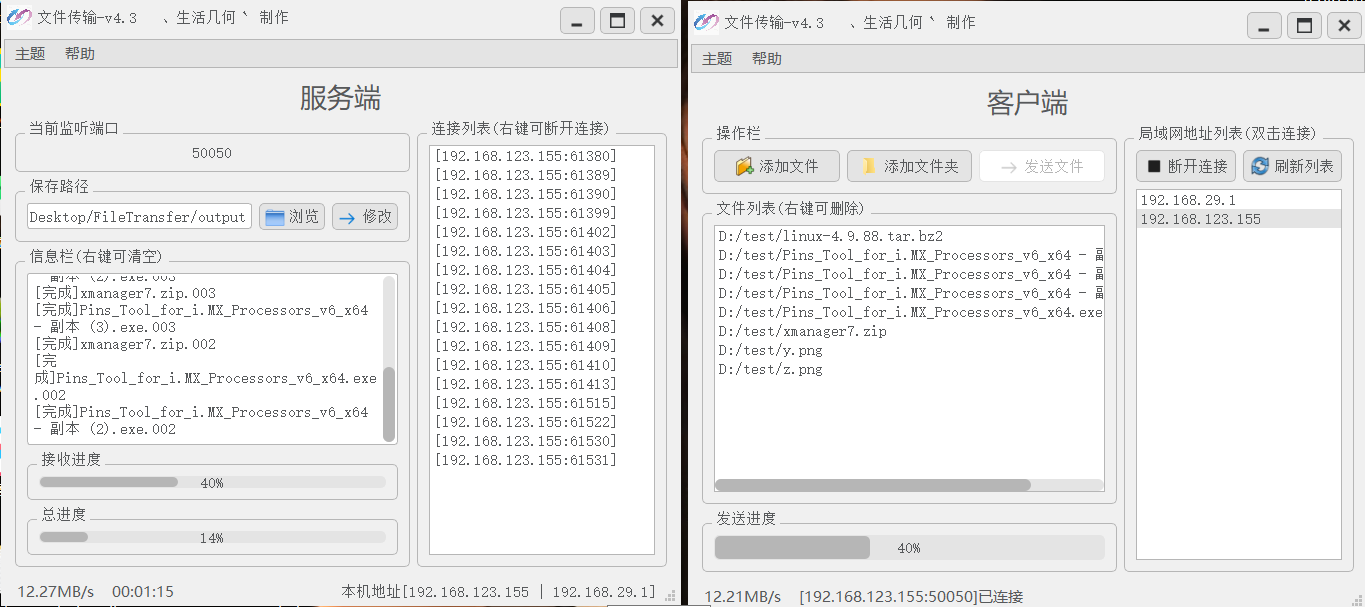 文件传输-v4.3 、生活几何 ` 制作
主题 帮助
服务端
当前监听端口
50050
保存路径
Desktop/FileTransfer/output 浏览 修改
信息栏(右键可清空)
- 副本 (2).exe.003
[完成]xmanager7.zip.003
[完成]Pins_Tool_for_i.MX_Processors_v6_x64
- 副本 (3).exe.003
[完成]xmanager7.zip.002
[完
成]Pins_Tool_for_i.MX_Processors_v6_x64.exe
.002
[完成]Pins_Tool_for_i.MX_Processors_v6_x64
- 副本 (2).exe.002
接收进度
40%
总进度
14%
连接列表(右键可断开连接)
[192.168.123.155:61380]
[192.168.123.155:61389]
[192.168.123.155:61390]
[192.168.123.155:61399]
[192.168.123.155:61402]
[192.168.123.155:61403]
[192.168.123.155:61404]
[192.168.123.155:61405]
[192.168.123.155:61406]
[192.168.123.155:61408]
[192.168.123.155:61409]
[192.168.123.155:61410]
[192.168.123.155:61413]
[192.168.123.155:61515]
[192.168.123.155:61522]
[192.168.123.155:61530]
[192.168.123.155:61531]
12.27MB/s 00:01:15 本机地址[192.168.123.155 | 192.168.29.1]
文件传输-v4.3 、生活几何 ` 制作
主题 帮助
客户端
操作栏
添加文件 添加文件夹 发送文件
文件列表(右键可删除)
D:/test/linux-4.9.88.tar.bz2
D:/test/Pins_Tool_for_i.MX_Processors_v6_x64 - 副
D:/test/Pins_Tool_for_i.MX_Processors_v6_x64 - 副
D:/test/Pins_Tool_for_i.MX_Processors_v6_x64 - 副
D:/test/Pins_Tool_for_i.MX_Processors_v6_x64.exe
D:/test/xmanager7.zip
D:/test/y.png
D:/test/z.png
发送进度
40%
局域网地址列表(双击连接)
断开连接 刷新列表
192.168.29.1
192.168.123.155
12.21MB/s [192.168.123.155:50050]已连接